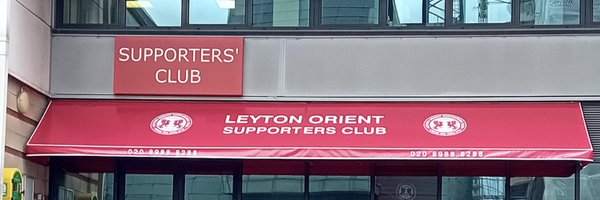 SUPPORTERS'
CLUB
LEYTON ORIENT
SUPPORTERS CLUB
020 8988 8288 020 8988 8288